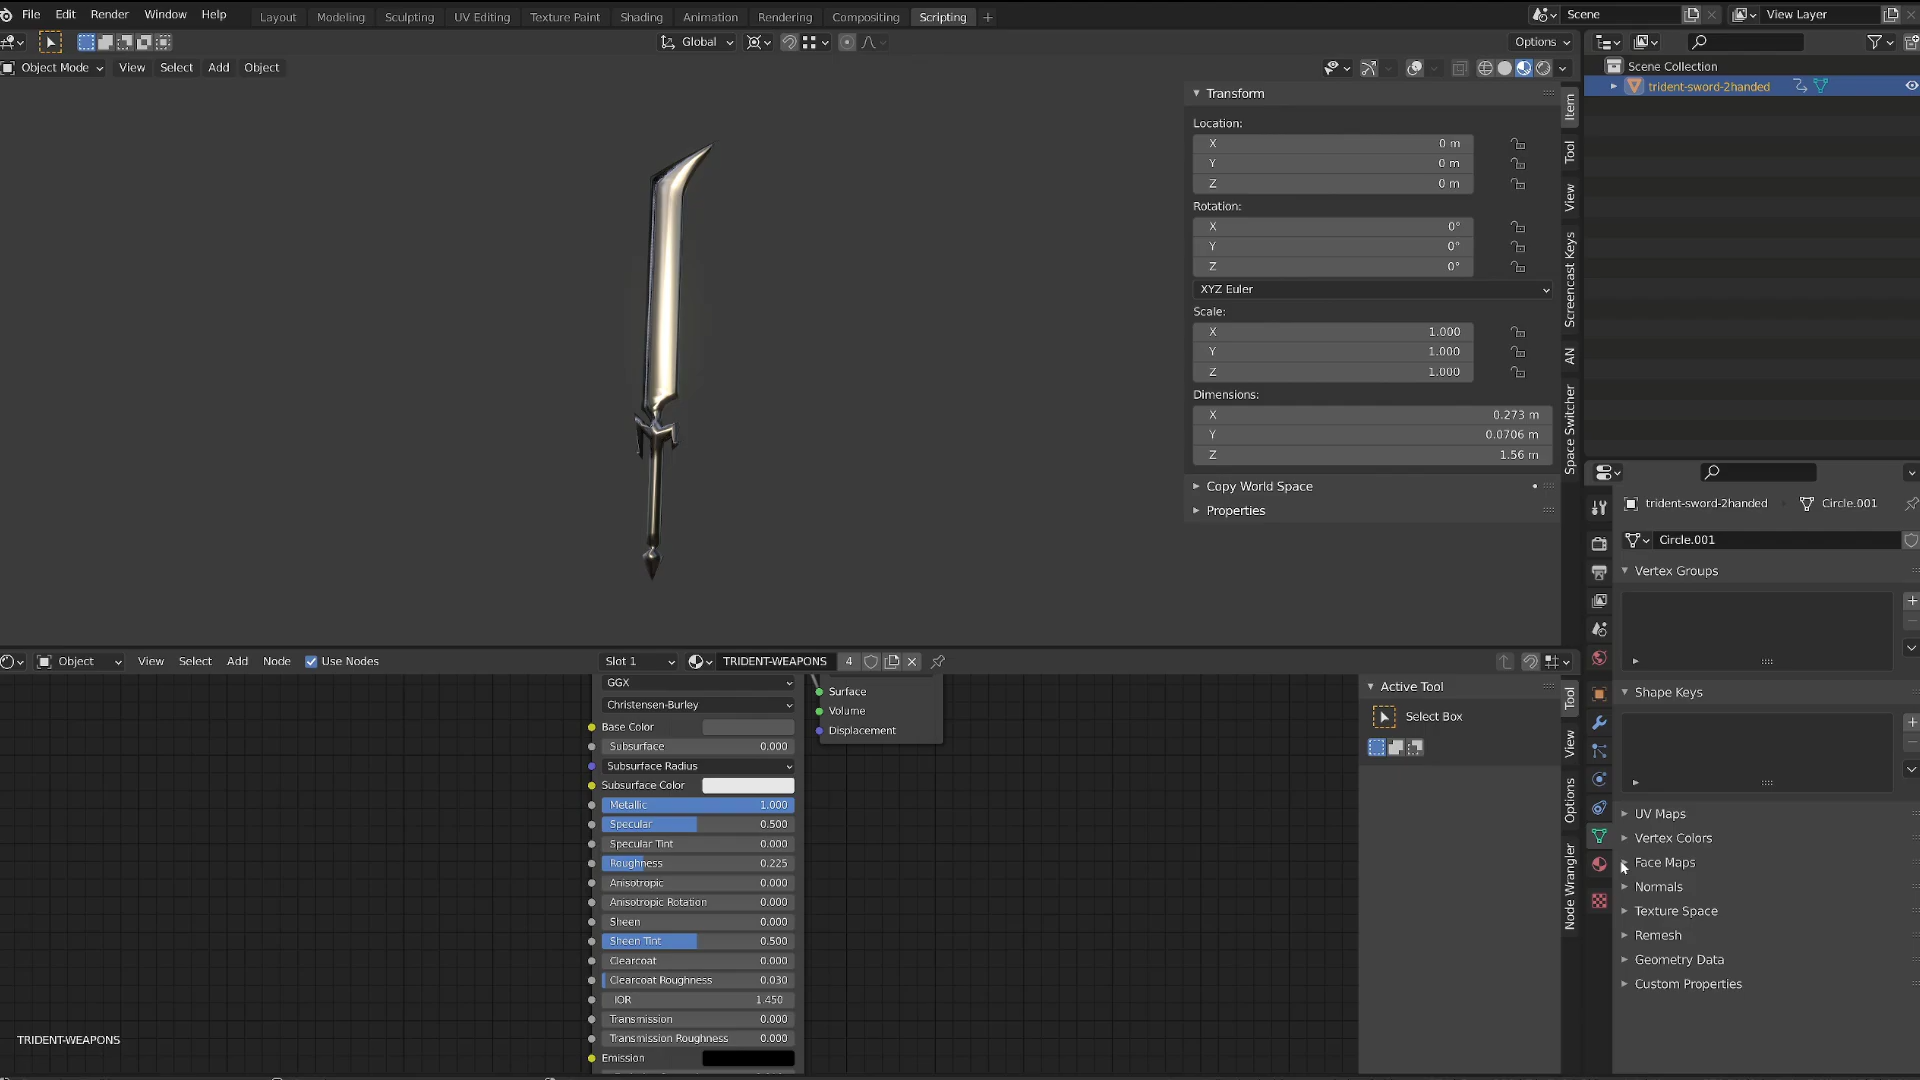 File Edit Render Window Help Layout Modeling Sculpting UV Editing Texture Paint Shading Animation Rendering Compositing Scripting Scene View Layer
Global Options
Object Mode View Select Add Object
Scene Collection
trident-sword-2handed
Transform
Location:
X 0 m
Y 0 m
Z 0 m
Rotation:
X 0°
Y 0°
Z 0°
XYZ Euler
Scale:
X 1.000
Y 1.000
Z 1.000
Dimensions:
X 0.273 m
Y 0.0706 m
Z 1.56 m
Copy World Space
Properties
Item
Tool
View
Screencast Keys
AN
Space Switcher
trident-sword-2handed Circle.001
Circle.001
Vertex Groups
Shape Keys
UV Maps
Vertex Colors
Face Maps
Normals
Texture Space
Remesh
Geometry Data
Custom Properties
Object View Select Add Node Use Nodes Slot 1 TRIDENT-WEAPONS 4
GGX
Christensen-Burley
Base Color
Subsurface 0.000
Subsurface Radius
Subsurface Color
Metallic 1.000
Specular 0.500
Specular Tint 0.000
Roughness 0.225
Anisotropic 0.000
Anisotropic Rotation 0.000
Sheen 0.000
Sheen Tint 0.500
Clearcoat 0.000
Clearcoat Roughness 0.030
IOR 1.450
Transmission 0.000
Transmission Roughness 0.000
Emission
Surface
Volume
Displacement
Active Tool
Select Box
Tool
View
Options
Node Wrangler
TRIDENT-WEAPONS